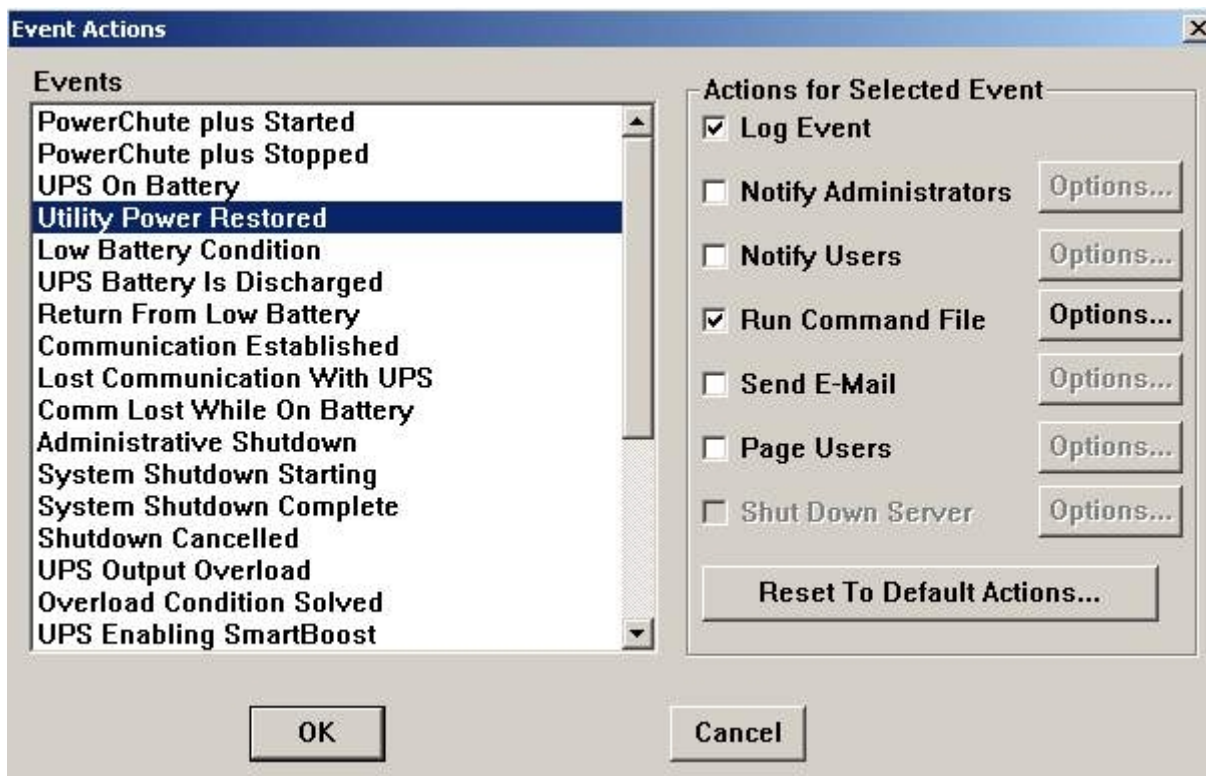 Event Actions
Events
PowerChute plus Started
PowerChute plus Stopped
UPS On Battery
Utility Power Restored
Low Battery Condition
UPS Battery Is Discharged
Return From Low Battery
Communication Established
Lost Communication With UPS
Comm Lost While On Battery
Administrative Shutdown
System Shutdown Starting
System Shutdown Complete
Shutdown Cancelled
UPS Output Overload
Overload Condition Solved
UPS Enabling SmartBoost
Actions for Selected Event
Log Event
Notify Administrators Options...
Notify Users Options...
Run Command File Options...
Send E-Mail Options...
Page Users Options...
Shut Down Server Options...
Reset To Default Actions...
OK Cancel